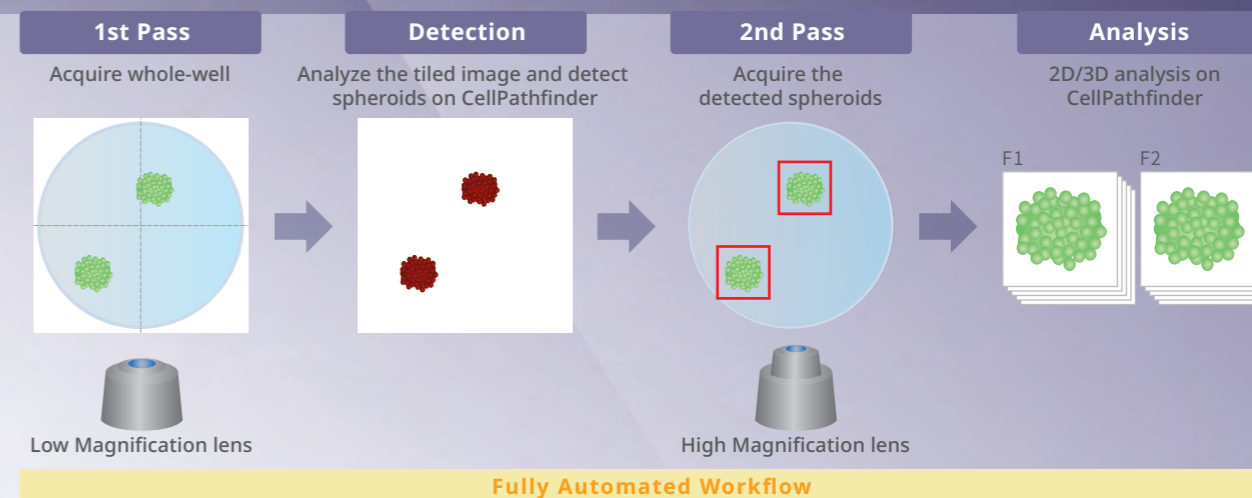 1st Pass
Acquire whole-well
Low Magnification lens
Detection
Analyze the tiled image and detect
spheroids on CellPathfinder
2nd Pass
Acquire the
detected spheroids
High Magnification lens
Analysis
2D/3D analysis on
CellPathfinder
F1
F2
Fully Automated Workflow